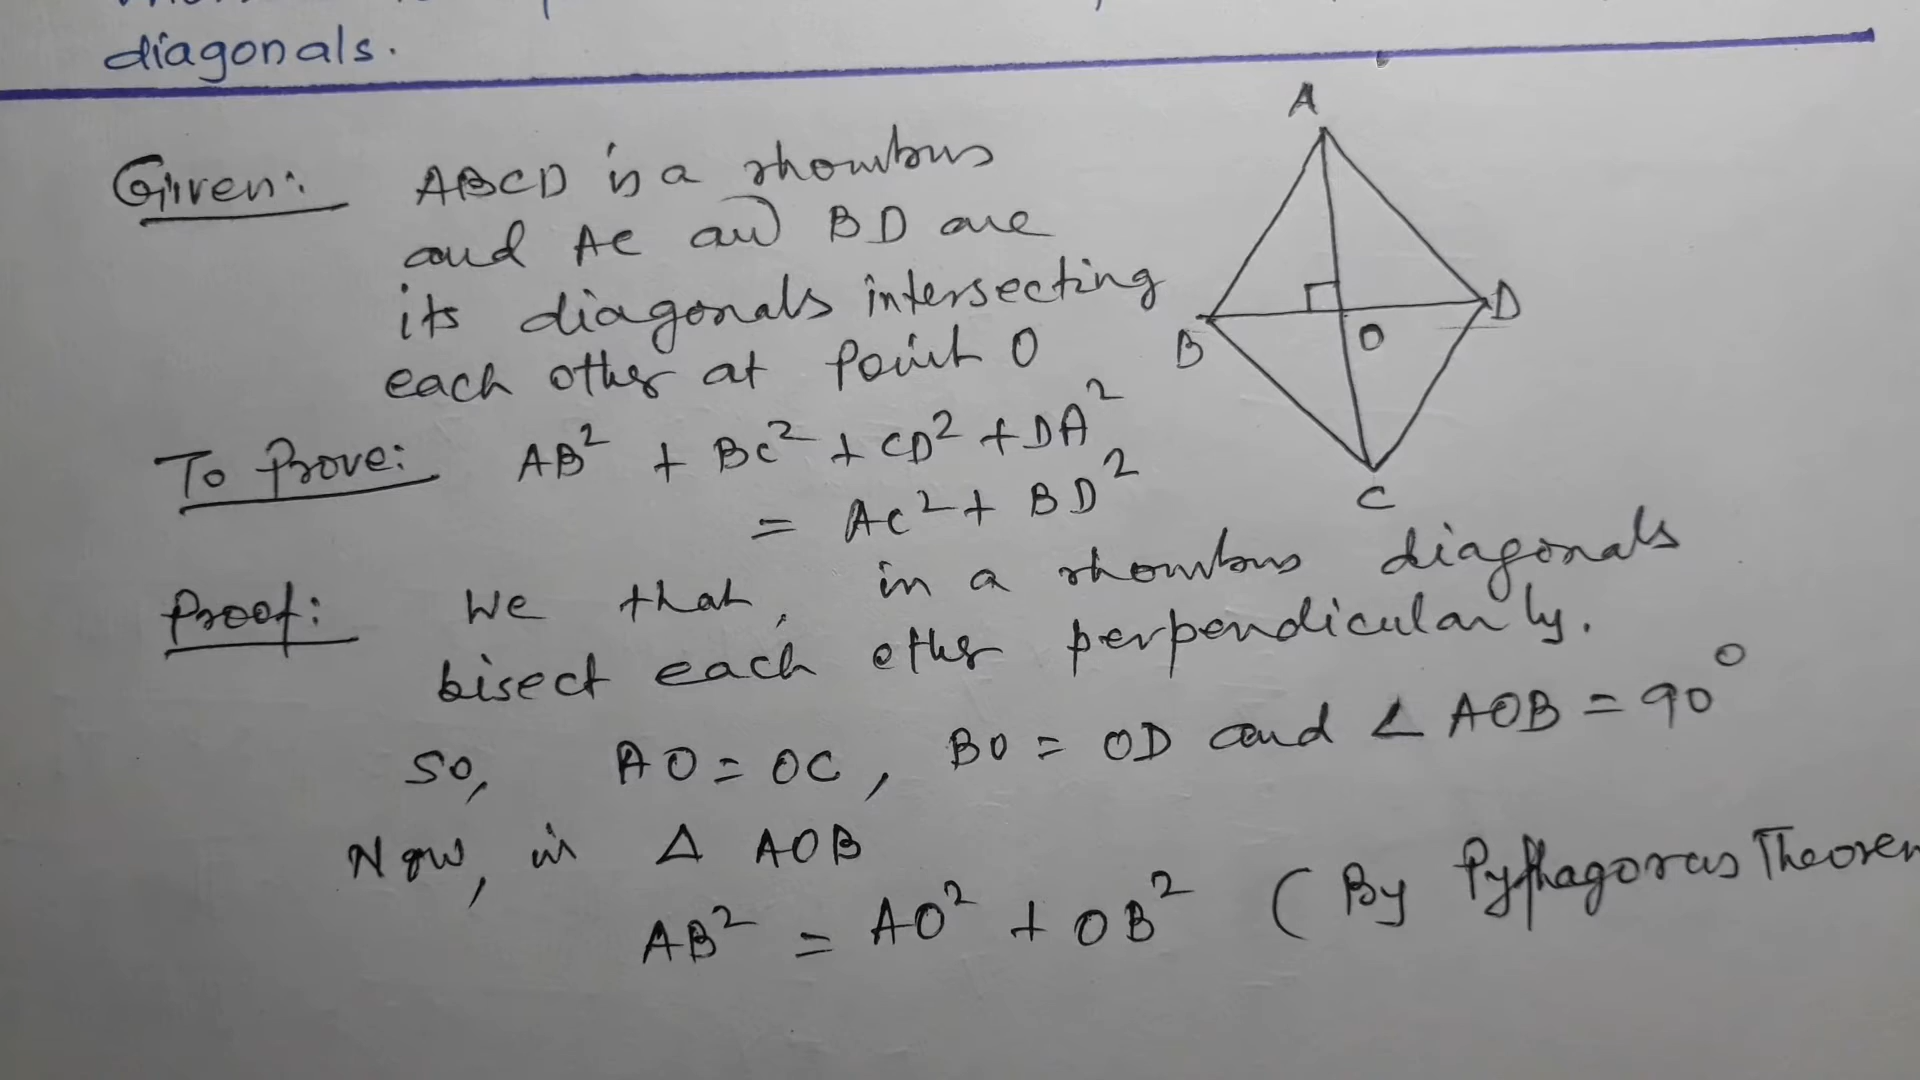 diagonals.
Given: ABCD is a rhombus
and AC and BD are
its diagonals intersecting
each other at point O
To Prove: AB² + BC² + CD² + DA²
= AC² + BD²
Proof: We that, in a rhombus diagonals
bisect each other perpendicularly.
So, AO = OC, BO = OD and ∠ AOB = 90°
Now, in Δ AOB
AB² = AO² + OB² (By Pythagoras Theorem
A
B
O
D
C